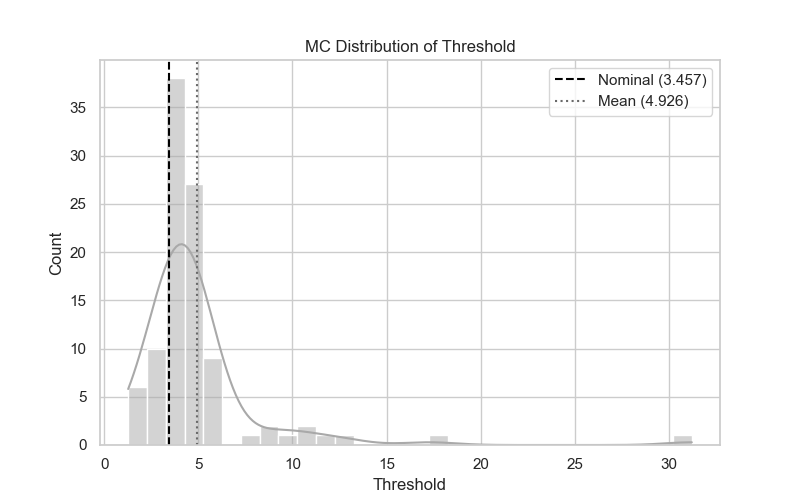 MC Distribution of Threshold
Nominal (3.457)
Mean (4.926)
Count
35
30
25
20
15
10
5
0
0 5 10 15 20 25 30
Threshold